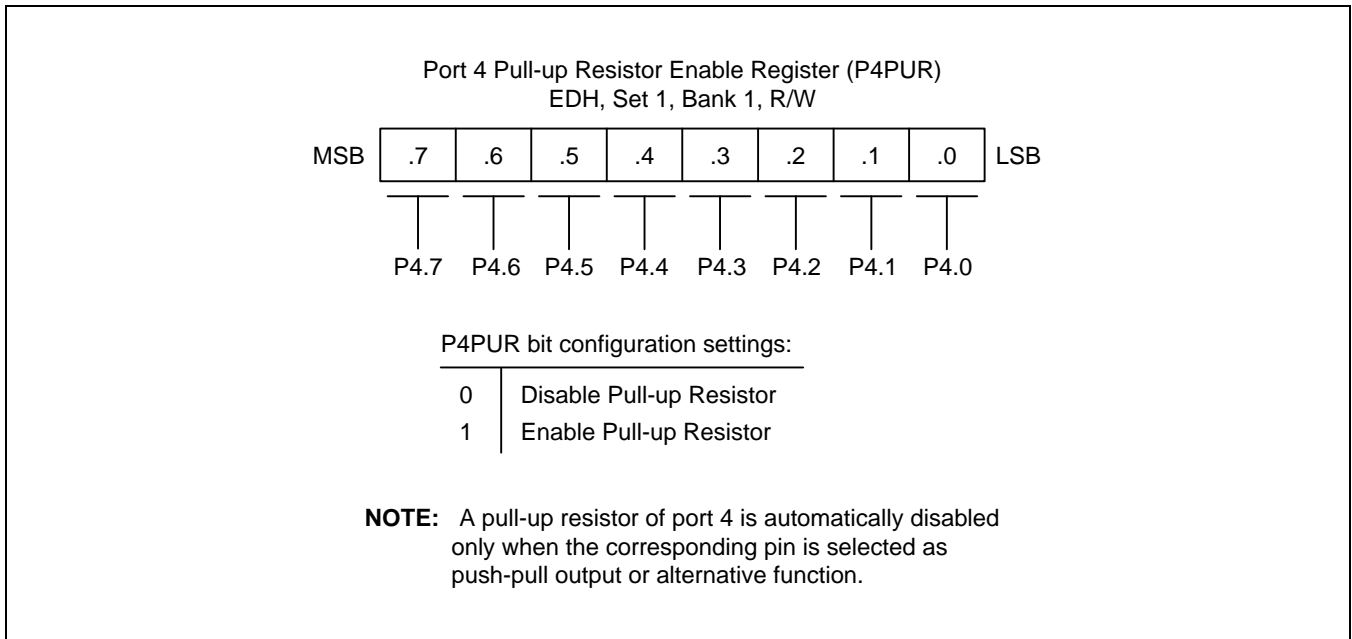 Port 4 Pull-up Resistor Enable Register (P4PUR)
EDH, Set 1, Bank 1, R/W
MSB .7 .6 .5 .4 .3 .2 .1 .0 LSB
P4.7 P4.6 P4.5 P4.4 P4.3 P4.2 P4.1 P4.0
P4PUR bit configuration settings:
0 Disable Pull-up Resistor
1 Enable Pull-up Resistor
NOTE: A pull-up resistor of port 4 is automatically disabled
only when the corresponding pin is selected as
push-pull output or alternative function.